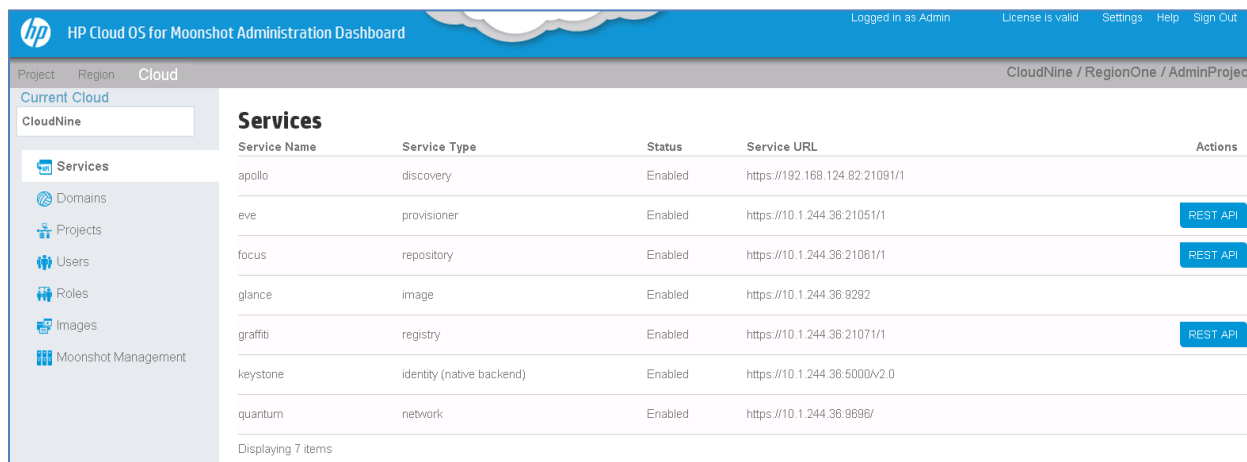 hp HP Cloud OS for Moonshot Administration Dashboard Logged in as Admin License is valid Settings Help Sign Out
Project Region Cloud CloudNine / RegionOne / AdminProjec
Current Cloud
CloudNine
Services
Domains
Projects
Users
Roles
Images
Moonshot Management
Services
Service Name Service Type Status Service URL Actions
apollo discovery Enabled https://192.168.124.82:21091/1
eve provisioner Enabled https://10.1.244.36:21051/1 REST API
focus repository Enabled https://10.1.244.36:21061/1 REST API
glance image Enabled https://10.1.244.36:9292
graffiti registry Enabled https://10.1.244.36:21071/1 REST API
keystone identity (native backend) Enabled https://10.1.244.36:5000/v2.0
quantum network Enabled https://10.1.244.36:9696/
Displaying 7 items